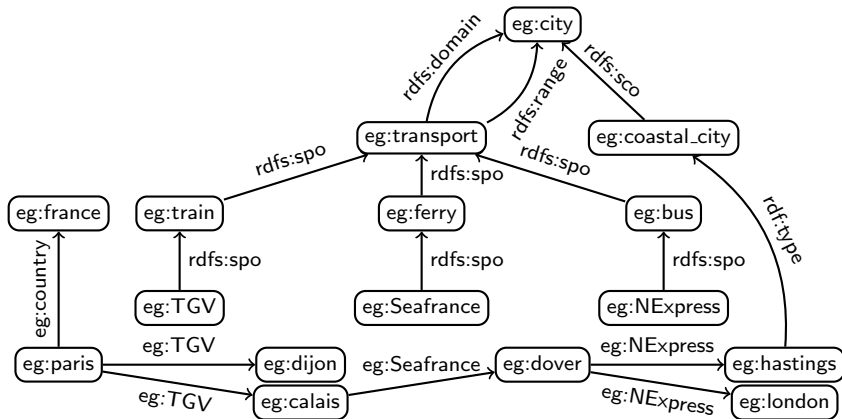 eg:city
rdfs:domain
rdfs:range
rdfs:sco
eg:transport
eg:coastal_city
rdfs:spo
rdfs:spo
rdfs:spo
eg:france
eg:train
eg:ferry
eg:bus
rdf:type
eg:country
rdfs:spo
rdfs:spo
rdfs:spo
eg:TGV
eg:Seafrance
eg:NExpress
eg:TGV
eg:Seafrance
eg:NExpress
eg:paris
eg:dijon
eg:dover
eg:hastings
eg:TGV
eg:calais
eg:NExpress
eg:london